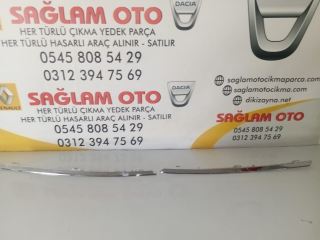 SAĞLAM OTO
HER TÜRLÜ ÇIKMA YEDEK PARÇA
HER TÜRLÜ HASARLI ARAÇ ALINIR - SATILIR
0545 808 54 29
0312 394 75 69
DACIA
saglamotocikmaparca.com
dikizayna.net
RENAULT
SAĞLAM OTO
HER TÜRLÜ ÇIKMA YEDEK PARÇA
HER TÜRLÜ HASARLI ARAÇ ALINIR - SATILIR
0545 808 54 29
0312 394 75 69
SAĞLAM OTO
0545 808 54 29
0312 394 75 69